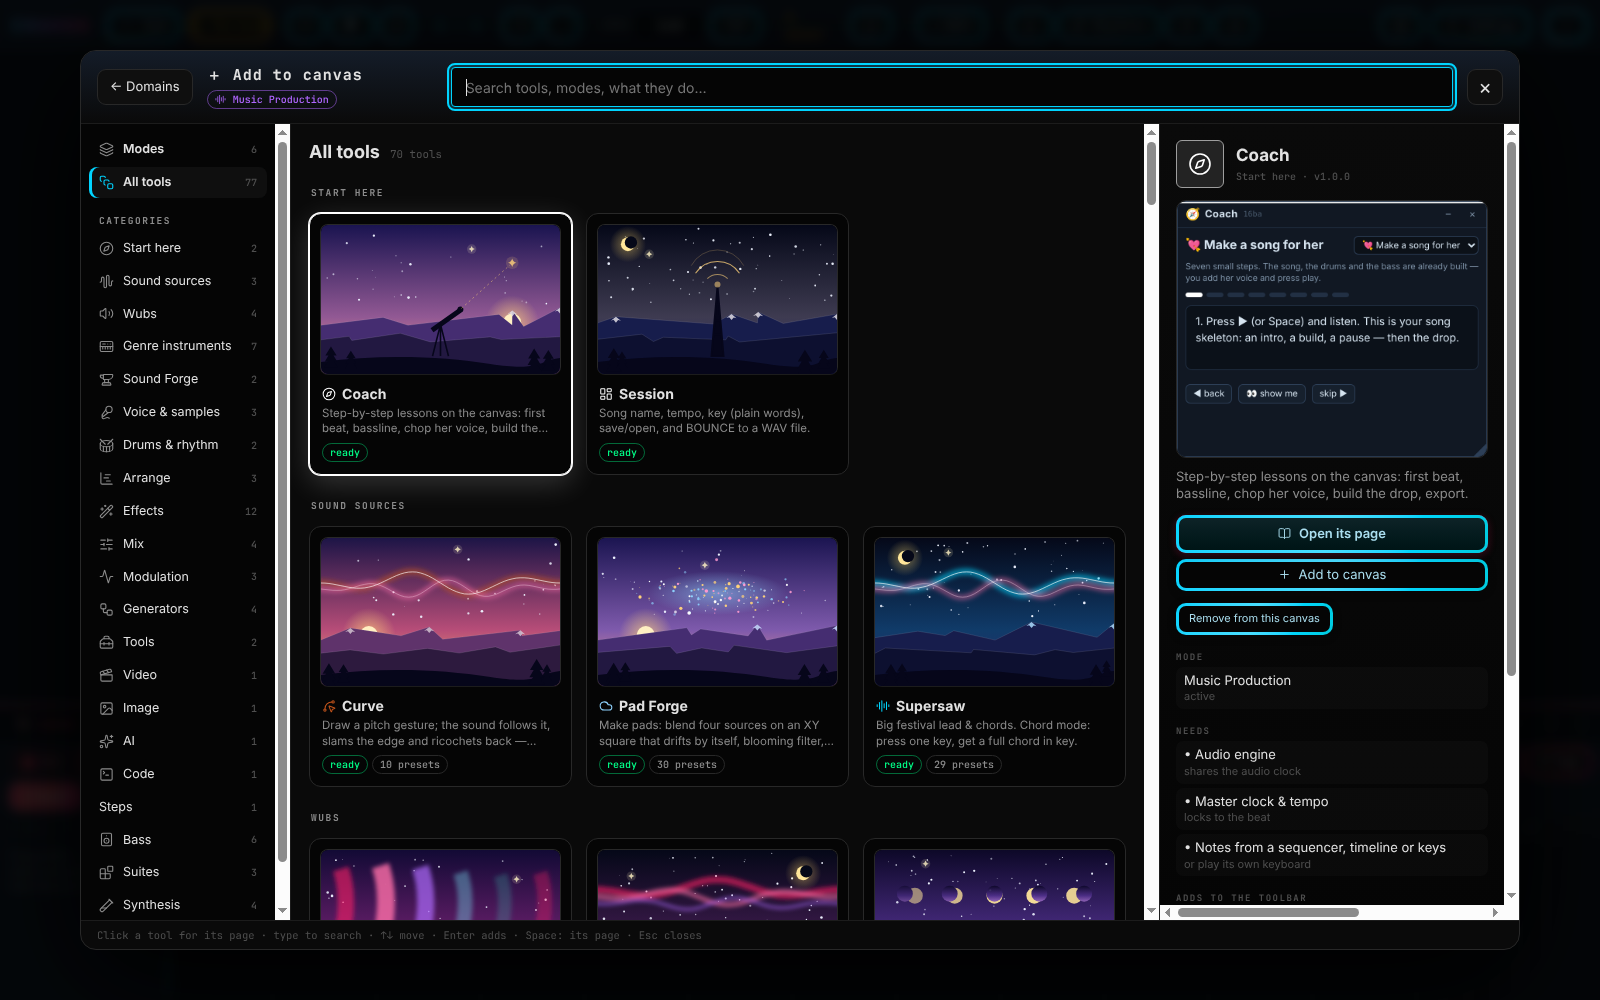 ← Domains
+ Add to canvas
Music Production
Search tools, modes, what they do...
×
Modes 6
All tools 77
CATEGORIES
Start here 2
Sound sources 3
Wubs 4
Genre instruments 7
Sound Forge 2
Voice & samples 3
Drums & rhythm 2
Arrange 3
Effects 12
Mix 4
Modulation 3
Generators 4
Tools 2
Video 1
Image 1
AI 1
Code 1
Steps 1
Bass 6
Suites 3
Synthesis 4
All tools 70 tools
START HERE
Coach
Step-by-step lessons on the canvas: first
beat, bassline, chop her voice, build the...
ready
Session
Song name, tempo, key (plain words),
save/open, and BOUNCE to a WAV file.
ready
SOUND SOURCES
Curve
Draw a pitch gesture; the sound follows it,
slams the edge and ricochets back —...
ready 10 presets
Pad Forge
Make pads: blend four sources on an XY
square that drifts by itself, blooming filter,...
ready 30 presets
Supersaw
Big festival lead & chords. Chord mode:
press one key, get a full chord in key.
ready 29 presets
WUBS
Coach
Start here · v1.0.0
Coach 16bs
Make a song for her
Make a song for her
Seven small steps. The song, the drums and the bass are already built —
you add her voice and press play.
1. Press ▶ (or Space) and listen. This is your song
skeleton: an intro, a build, a pause — then the drop.
◀ back
show me
skip ▶
Step-by-step lessons on the canvas: first beat,
bassline, chop her voice, build the drop, export.
Open its page
+ Add to canvas
Remove from this canvas
MODE
Music Production
active
NEEDS
• Audio engine
shares the audio clock
• Master clock & tempo
locks to the beat
• Notes from a sequencer, timeline or keys
or play its own keyboard
ADDS TO THE TOOLBAR
Click a tool for its page · type to search · ↑↓ move · Enter adds · Space: its page · Esc closes